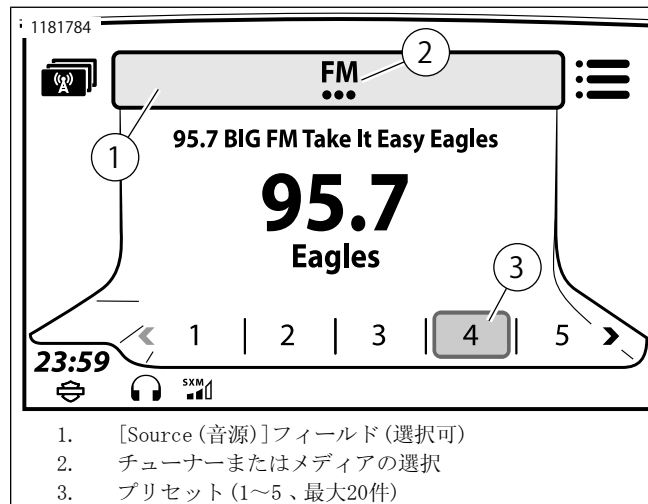 1181784
FM
2
1
95.7 BIG FM Take It Easy Eagles
95.7
Eagles
3
1 2 3 4 5
23:59
SXM
1. [Source(音源)]フィールド(選択可)
2. チューナーまたはメディアの選択
3. プリセット(1~5、最大20件)